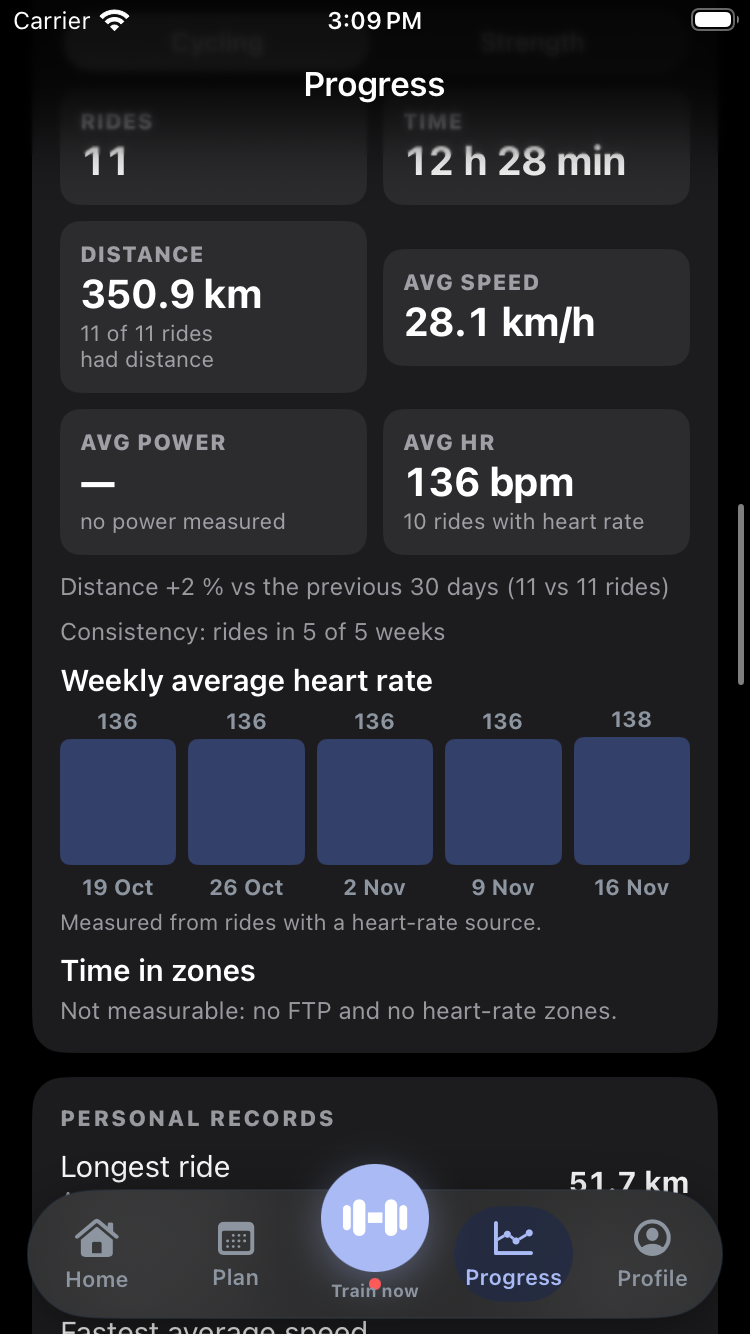 Carrier 3:09 PM
Cycling Strength
Progress
RIDES
11
TIME
12 h 28 min
DISTANCE
350.9 km
11 of 11 rides
had distance
AVG SPEED
28.1 km/h
AVG POWER
—
no power measured
AVG HR
136 bpm
10 rides with heart rate
Distance +2 % vs the previous 30 days (11 vs 11 rides)
Consistency: rides in 5 of 5 weeks
Weekly average heart rate
136 136 136 136 138
19 Oct 26 Oct 2 Nov 9 Nov 16 Nov
Measured from rides with a heart-rate source.
Time in zones
Not measurable: no FTP and no heart-rate zones.
PERSONAL RECORDS
Longest ride
51.7 km
Home Plan Train now Progress Profile
Fastest average speed